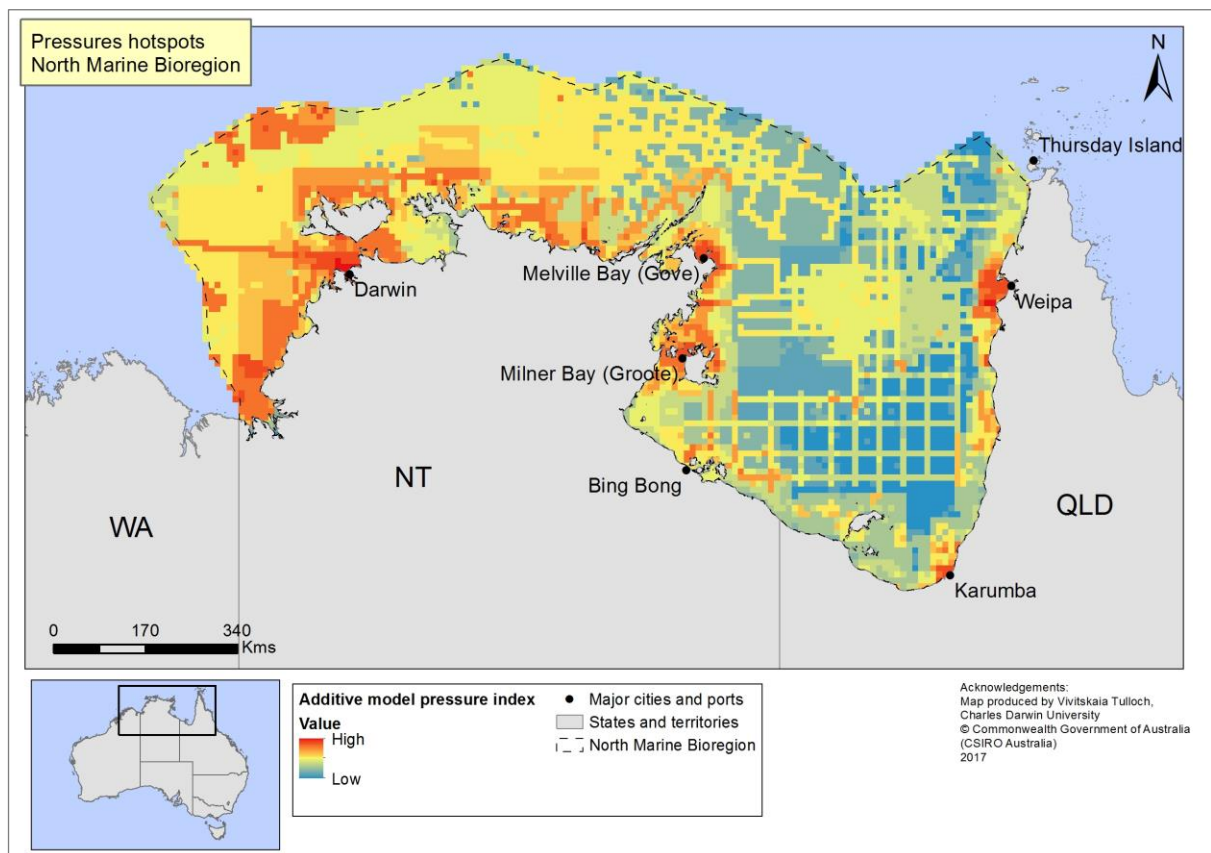 Pressures hotspots
North Marine Bioregion
N
Thursday Island
Melville Bay (Gove)
Weipa
Darwin
Milner Bay (Groote)
Bing Bong
NT
QLD
WA
Karumba
0 170 340
Kms
Additive model pressure index
Value
High
Low
Major cities and ports
States and territories
North Marine Bioregion
Acknowledgements:
Map produced by Vivitskaia Tulloch,
Charles Darwin University
© Commonwealth Government of Australia
(CSIRO Australia)
2017